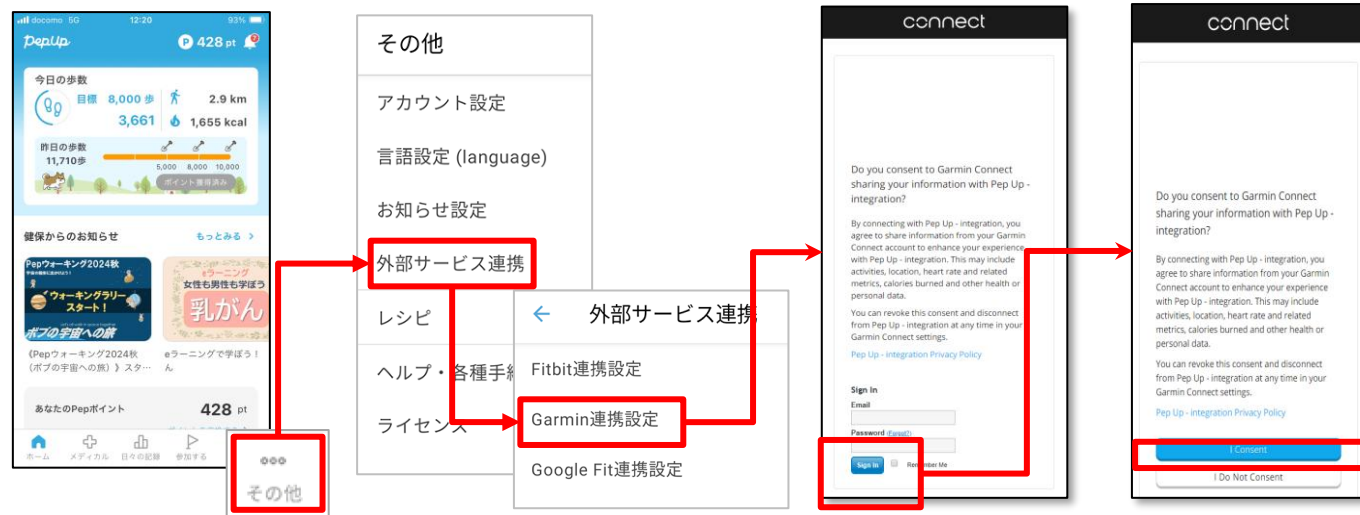 docomo 5G 12:20 93%
PepUp P 428 pt
今日の歩数
目標 8,000 歩 2.9 km
3,661 1,655 kcal
昨日の歩数
11,710歩
5,000 8,000 10,000
ポイント獲得済み
健保からのお知らせ もっとみる >
Pepウォーキング2024秋
ウォーキングラリー
スタート!
ボブの宇宙への旅
eラーニング
女性も男性も学ぼう
乳がん
《Pepウォーキング2024秋
(ボブの宇宙への旅) 》スタ…
eラーニングで学ぼう!
ん
あなたのPepポイント 428 pt
ホーム メディカル 日々の記録 参加する
その他
その他
アカウント設定
言語設定 (language)
お知らせ設定
外部サービス連携
レシピ
ヘルプ・各種手続
ライセンス
← 外部サービス連携
Fitbit連携設定
Garmin連携設定
Google Fit連携設定
connect
Do you consent to Garmin Connect
sharing your information with Pep Up -
integration?
By connecting with Pep Up - integration, you
agree to share information from your Garmin
Connect account to enhance your experience
with Pep Up - integration. This may include
activities, location, heart rate and related
metrics, calories burned and other health or
personal data.
You can revoke this consent and disconnect
from Pep Up - integration at any time in your
Garmin Connect settings.
Pep Up - integration Privacy Policy
Sign In
Email
Password (Forgot?)
Sign In Remember Me
connect
Do you consent to Garmin Connect
sharing your information with Pep Up -
integration?
By connecting with Pep Up - integration, you
agree to share information from your Garmin
Connect account to enhance your experience
with Pep Up - integration. This may include
activities, location, heart rate and related
metrics, calories burned and other health or
personal data.
You can revoke this consent and disconnect
from Pep Up - integration at any time in your
Garmin Connect settings.
Pep Up - integration Privacy Policy
I Consent
I Do Not Consent